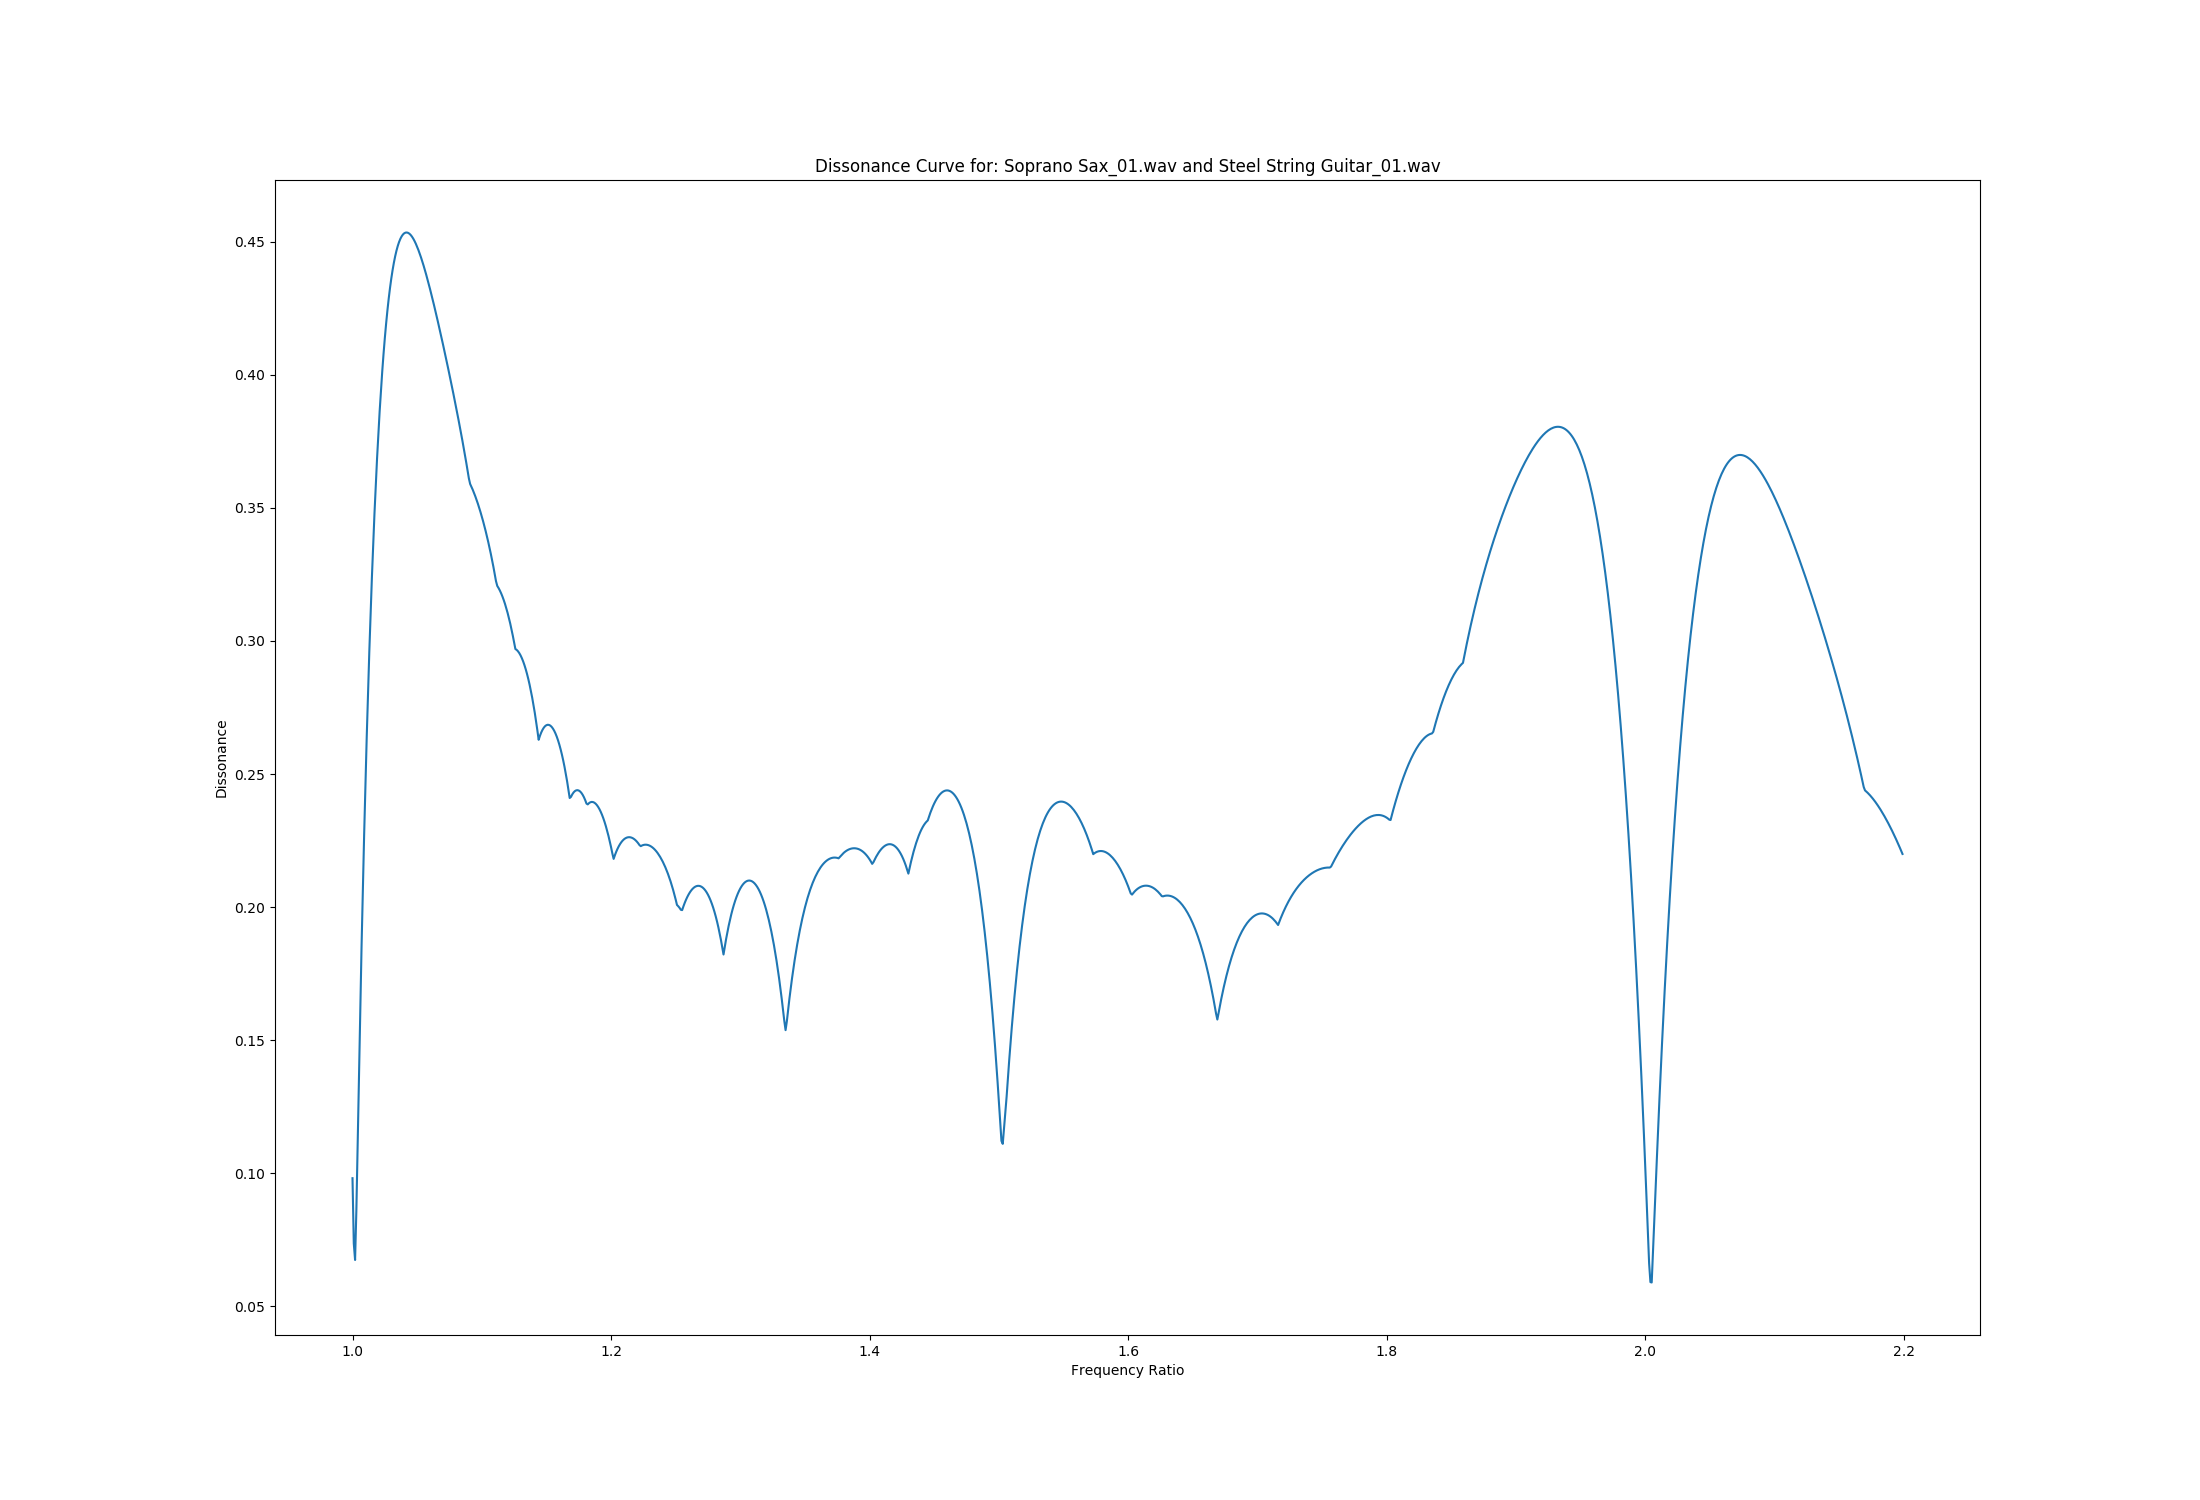 Dissonance Curve for: Soprano Sax_01.wav and Steel String Guitar_01.wav
0.45
0.40
0.35
0.30
0.25
0.20
0.15
0.10
0.05
Dissonance
1.0 1.2 1.4 1.6 1.8 2.0 2.2
Frequency Ratio